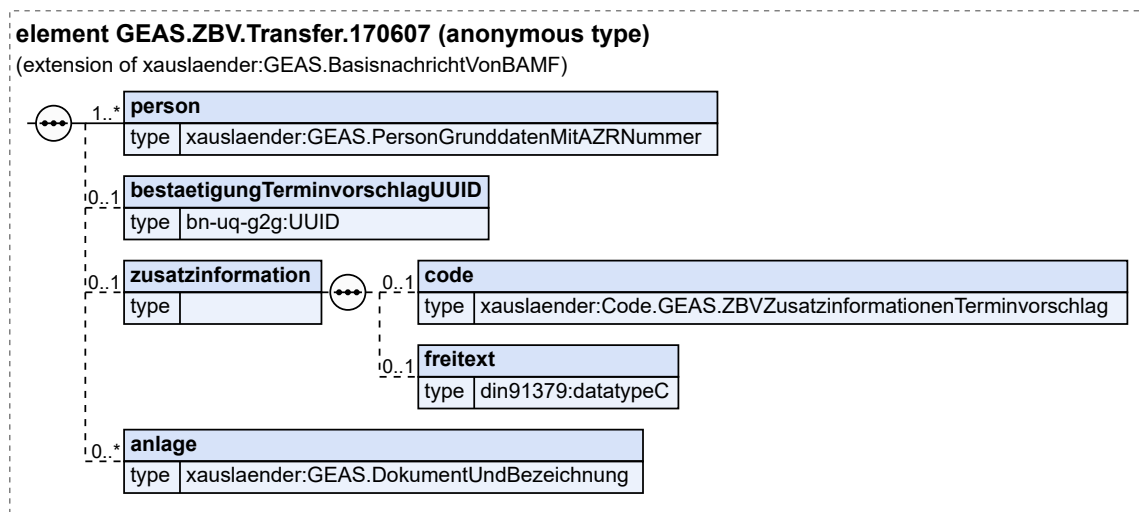 element GEAS.ZBV.Transfer.170607 (anonymous type)
(extension of xauslaender:GEAS.BasisnachrichtVonBAMF)
1..* person
type xauslaender:GEAS.PersonGrunddatenMitAZRNummer
0..1 bestaetigungTerminvorschlagUUID
type bn-uq-g2g:UUID
0..1 zusatzinformation 0..1 code
type type xauslaender:Code.GEAS.ZBVZusatzinformationenTerminvorschlag
0..1 freitext
type din91379:datatypeC
0..* anlage
type xauslaender:GEAS.DokumentUndBezeichnung